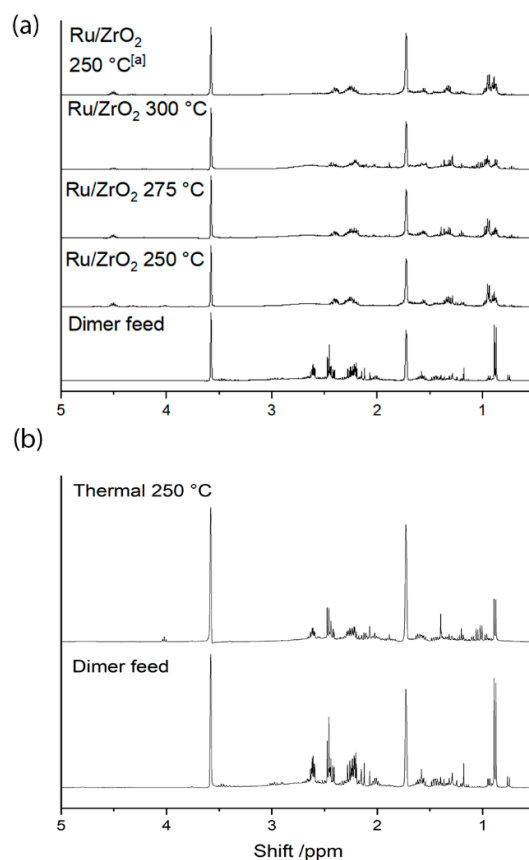 (a)
Ru/ZrO₂
250 °C[a]
Ru/ZrO₂ 300 °C
Ru/ZrO₂ 275 °C
Ru/ZrO₂ 250 °C
Dimer feed
5 4 3 2 1
(b)
Thermal 250 °C
Dimer feed
5 4 3 2 1
Shift /ppm